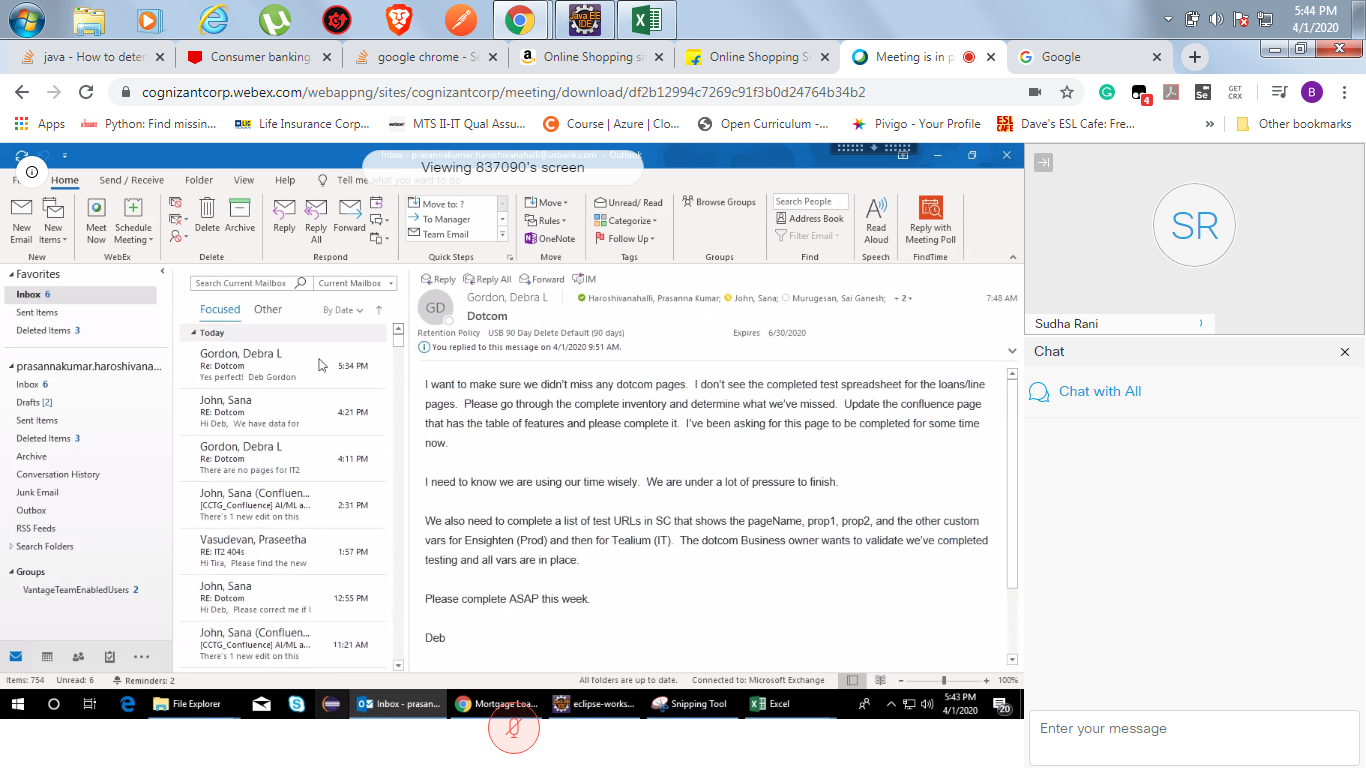 5:44 PM
4/1/2020
java - How to deter
Consumer banking
google chrome - S
Online Shopping si
Online Shopping S
Meeting is in p
Google
cognizantcorp.webex.com/webappng/sites/cognizantcorp/meeting/download/df2b12994c7269c91f3b0d24764b34b2
Apps
Python: Find missin...
Life Insurance Corp...
MTS II-IT Qual Assu...
Course | Azure | Clo...
Open Curriculum -...
Pivigo - Your Profile
Dave's ESL Cafe: Fre...
»
Other bookmarks
Inbox - prasannakumar.haroshivanahalli@usbank.com - Outlook
Viewing 837090's screen
Home Send / Receive Folder View Help Tell me what you want to do
New Email
New Items
Meet Now
Schedule Meeting
Delete
Archive
Reply
Reply All
Forward
Move to: ?
To Manager
Team Email
Move
Rules
OneNote
Unread/ Read
Categorize
Follow Up
Browse Groups
Search People
Address Book
Filter Email
Read Aloud
Reply with Meeting Poll
New WebEx Delete Respond Quick Steps Move Tags Groups Find Speech FindTime
Favorites
Inbox 6
Sent Items
Deleted Items 3
prasannakumar.haroshivana...
Inbox 6
Drafts [2]
Sent Items
Deleted Items 3
Archive
Conversation History
Junk Email
Outbox
RSS Feeds
Search Folders
Groups
VantageTeamEnabledUsers 2
Search Current Mailbox
Current Mailbox
Focused Other By Date
Today
Gordon, Debra L
Re: Dotcom 5:34 PM
Yes perfect! Deb Gordon
John, Sana
RE: Dotcom 4:21 PM
Hi Deb, We have data for
Gordon, Debra L
Re: Dotcom 4:11 PM
There are no pages for IT2
John, Sana (Confluen...
[CCTG_Confluence] AI/ML a... 2:31 PM
There's 1 new edit on this
Vasudevan, Praseetha
RE: IT2 404s 1:57 PM
Hi Tira, Please find the new
John, Sana
RE: Dotcom 12:55 PM
Hi Deb, Please correct me if I
John, Sana (Confluen...
[CCTG_Confluence] AI/ML a... 11:21 AM
There's 1 new edit on this
Reply Reply All Forward IM
GD
Gordon, Debra L
Haroshivanahalli, Prasanna Kumar; John, Sana; Murugesan, Sai Ganesh; + 2
7:48 AM
Dotcom
Retention Policy USB 90 Day Delete Default (90 days) Expires 6/30/2020
You replied to this message on 4/1/2020 9:51 AM.
I want to make sure we didn't miss any dotcom pages. I don't see the completed test spreadsheet for the loans/line
pages. Please go through the complete inventory and determine what we've missed. Update the confluence page
that has the table of features and please complete it. I've been asking for this page to be completed for some time
now.
I need to know we are using our time wisely. We are under a lot of pressure to finish.
We also need to complete a list of test URLs in SC that shows the pageName, prop1, prop2, and the other custom
vars for Ensighten (Prod) and then for Tealium (IT). The dotcom Business owner wants to validate we've completed
testing and all vars are in place.
Please complete ASAP this week.
Deb
Items: 754 Unread: 6 Reminders: 2
All folders are up to date. Connected to: Microsoft Exchange 100%
File Explorer
Inbox - prasan...
Mortgage Loa...
eclipse-works...
Snipping Tool
Excel
5:43 PM
4/1/2020
20
SR
Sudha Rani
Chat
Chat with All
Enter your message